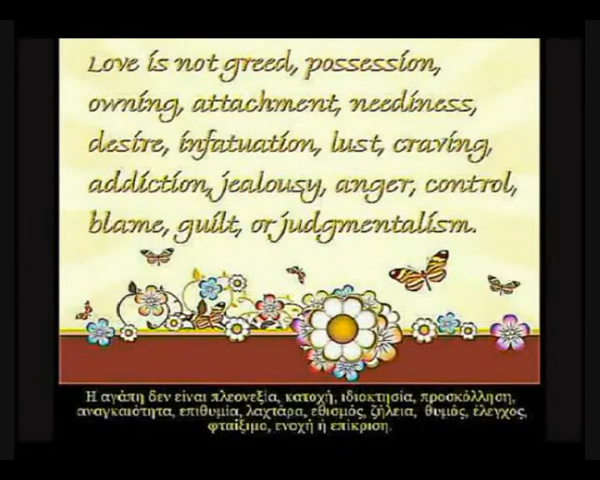 Love is not greed, possession,
owning, attachment, neediness,
desire, infatuation, lust, craving,
addiction, jealousy, anger, control,
blame, guilt, or judgmentalism.
Η αγάπη δεν είναι πλεονεξία, κατοχή, ιδιοκτησία, προσκόλληση,
αναγκαιότητα, επιθυμία, λαχτάρα, εθισμός, ζήλεια, θυμός, έλεγχος,
φταίξιμο, ενοχή ή επίκριση.